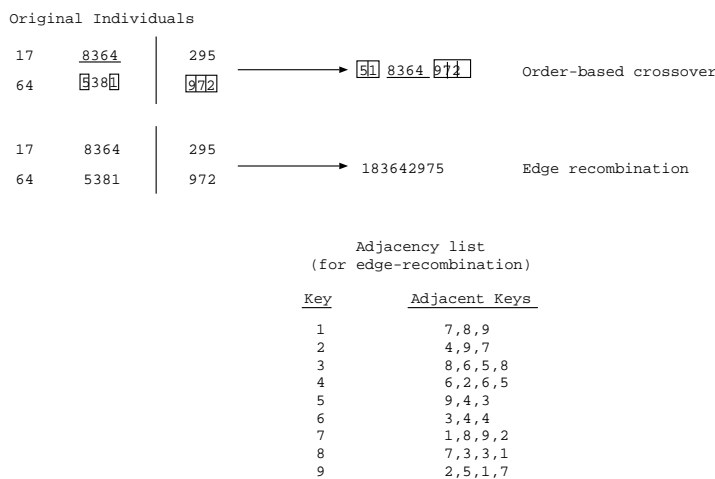 Original Individuals
17 8364 295
64 5381 972
51 8364 972 Order-based crossover
17 8364 295
64 5381 972
183642975 Edge recombination
Adjacency list
(for edge-recombination)
Key Adjacent Keys
1 7,8,9
2 4,9,7
3 8,6,5,8
4 6,2,6,5
5 9,4,3
6 3,4,4
7 1,8,9,2
8 7,3,3,1
9 2,5,1,7